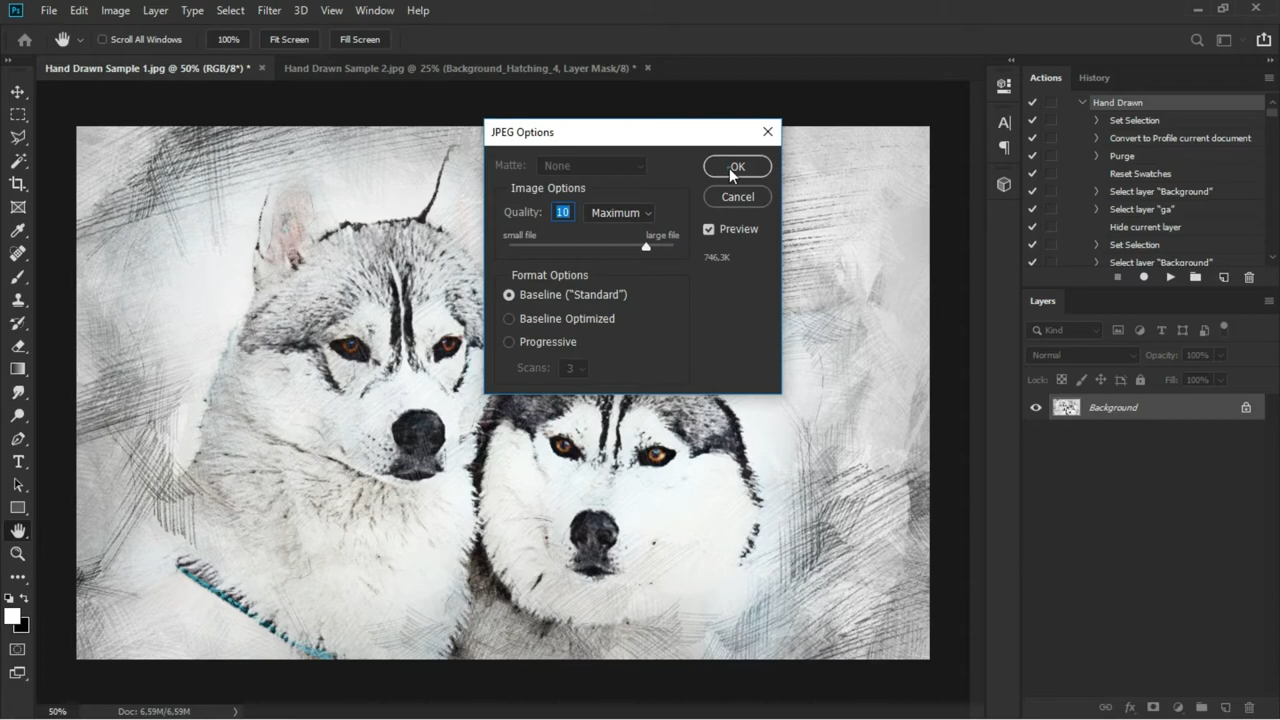 Ps File Edit Image Layer Type Select Filter 3D View Window Help
Scroll All Windows 100% Fit Screen Fill Screen
Hand Drawn Sample 1.jpg @ 50% (RGB/8*) * Hand Drawn Sample 2.jpg @ 25% (Background_Hatching_4, Layer Mask/8) *
JPEG Options
Matte: None
OK
Image Options
Cancel
Quality: 10 Maximum
Preview
small file large file
746,3K
Format Options
Baseline ("Standard")
Baseline Optimized
Progressive
Scans: 3
Actions History
Hand Drawn
Set Selection
Convert to Profile current document
Purge
Reset Swatches
Select layer "Background"
Select layer "ga"
Hide current layer
Set Selection
Select layer "Background"
Layers
Kind
Normal Opacity: 100%
Lock: Fill: 100%
Background
50% Doc: 6,59M/6,59M